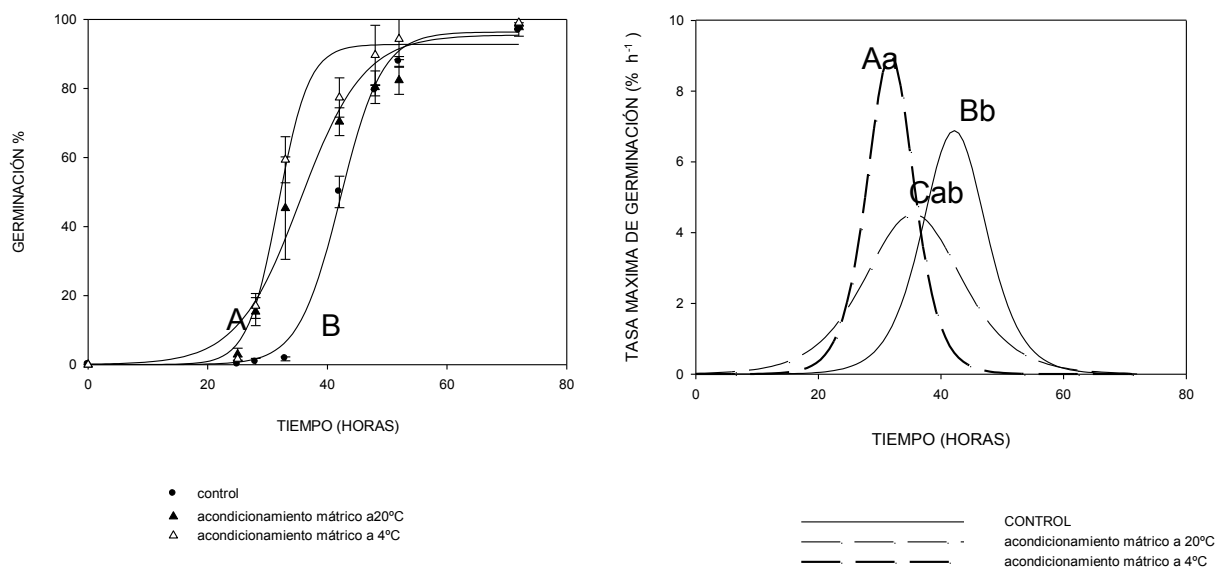 100
80
60
40
20
0
GERMINACIÓN %
A
B
0 20 40 60 80
TIEMPO (HORAS)
control
acondicionamiento mátrico a20ºC
acondicionamiento mátrico a 4ºC
10
8
6
4
2
0
TASA MAXIMA DE GERMINACIÓN (% h-1)
Aa
Bb
Cab
0 20 40 60 80
TIEMPO (HORAS)
CONTROL
acondicionamiento mátrico a 20ºC
acondicionamiento mátrico a 4ºC